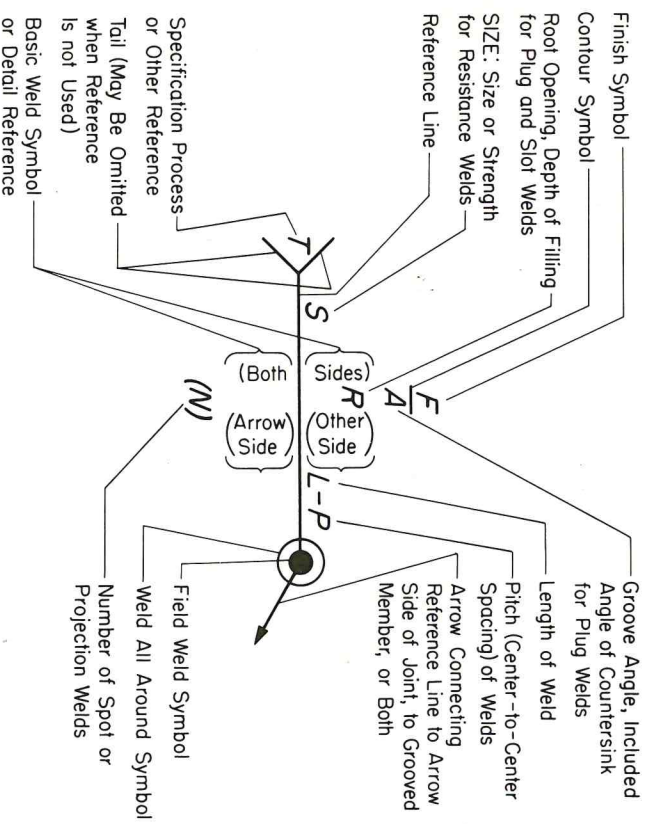 Finish Symbol
Contour Symbol
Root Opening, Depth of Filling
for Plug and Slot Welds
SIZE: Size or Strength
for Resistance Welds
Reference Line
Specification Process
or Other Reference
Tail (May Be Omitted
when Reference
Is not Used)
Basic Weld Symbol
or Detail Reference
F
A
R
S
T
(Both
Sides)
(Arrow
Side)
(Other
Side)
L-P
(N)
Groove Angle, Included
Angle of Countersink
for Plug Welds
Length of Weld
Pitch (Center-to-Center
Spacing) of Welds
Arrow Connecting
Reference Line to Arrow
Side of Joint, to Grooved
Member, or Both
Field Weld Symbol
Weld All Around Symbol
Number of Spot or
Projection Welds